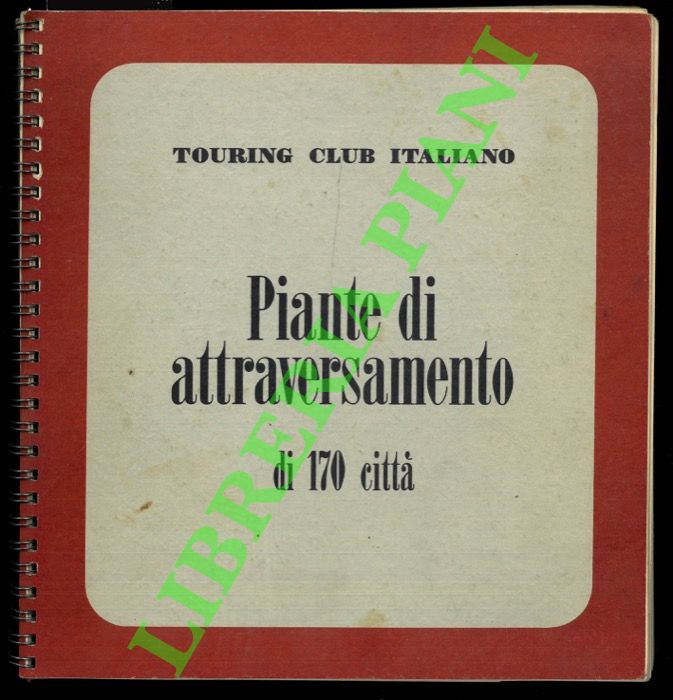 TOURING CLUB ITALIANO
Piante di
attraversamento
di 170 città
LIBRERIA PIANI